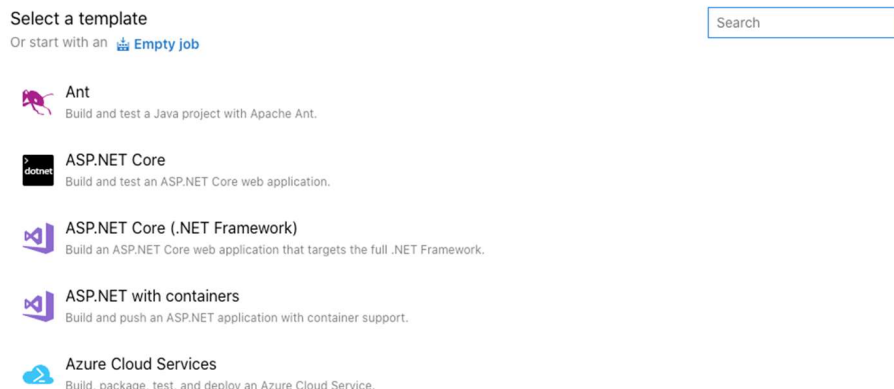 Select a template
Search
Or start with an Empty job
Ant
Build and test a Java project with Apache Ant.
ASP.NET Core
dotnet
Build and test an ASP.NET Core web application.
ASP.NET Core (.NET Framework)
Build an ASP.NET Core web application that targets the full .NET Framework.
ASP.NET with containers
Build and push an ASP.NET application with container support.
Azure Cloud Services
Build, package, test, and deploy an Azure Cloud Service.